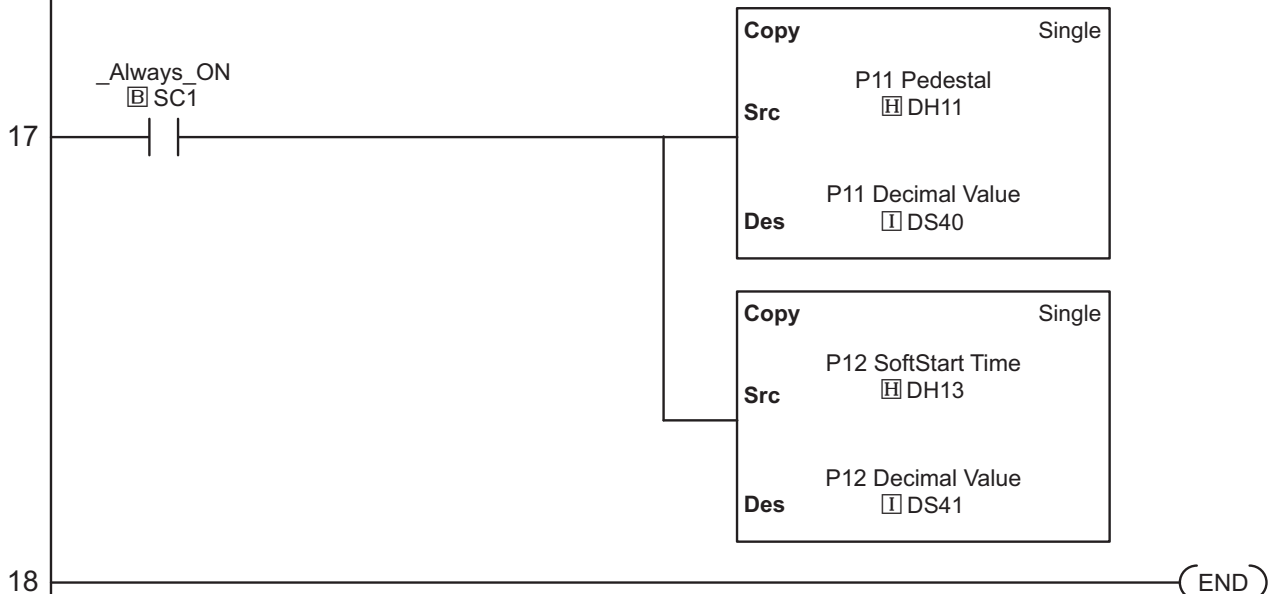 Copy Single
_Always_ON
P11 Pedestal
B SC1
Src H DH11
17
P11 Decimal Value
Des I DS40
Copy Single
P12 SoftStart Time
Src H DH13
P12 Decimal Value
Des I DS41
18 END